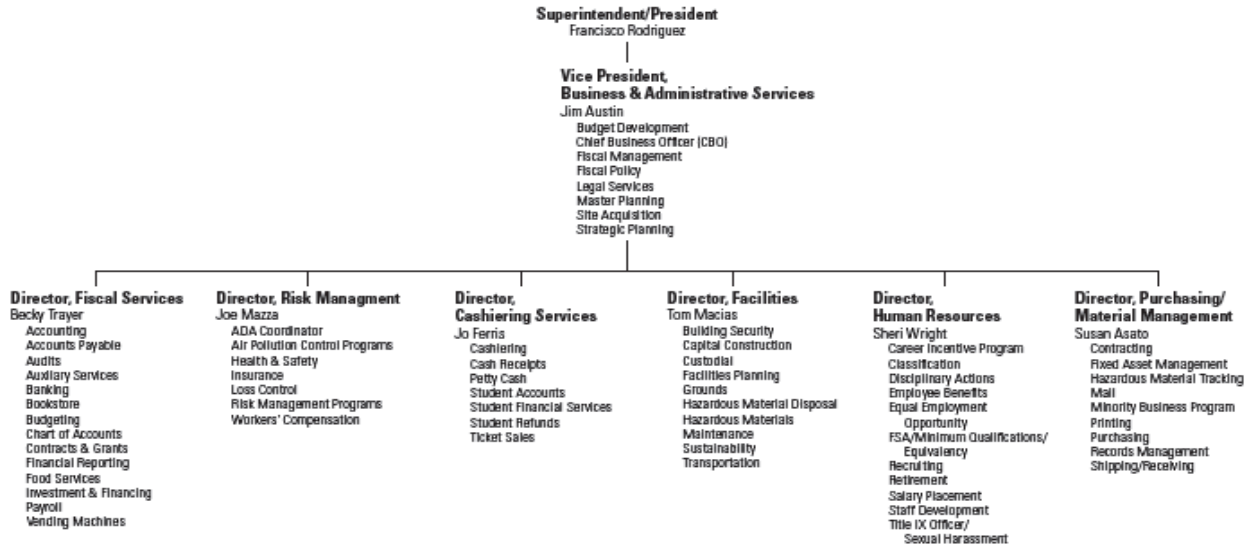 Superintendent/President
Francisco Rodriguez
Vice President,
Business & Administrative Services
Jim Austin
Budget Development
Chief Business Officer (CBO)
Fiscal Management
Fiscal Policy
Legal Services
Master Planning
Site Acquisition
Strategic Planning
Director, Fiscal Services
Becky Trayer
Accounting
Accounts Payable
Audits
Auxiliary Services
Banking
Bookstore
Budgeting
Chart of Accounts
Contracts & Grants
Financial Reporting
Food Services
Investment & Financing
Payroll
Vending Machines
Director, Risk Managment
Joe Mazza
ADA Coordinator
Air Pollution Control Programs
Health & Safety
Insurance
Loss Control
Risk Management Programs
Workers' Compensation
Director,
Cashiering Services
Jo Ferris
Cashiering
Cash Receipts
Petty Cash
Student Accounts
Student Financial Services
Student Refunds
Ticket Sales
Director, Facilities
Tom Macias
Building Security
Capital Construction
Custodial
Facilities Planning
Grounds
Hazardous Material Disposal
Hazardous Materials
Maintenance
Sustainability
Transportation
Director,
Human Resources
Sheri Wright
Career Incentive Program
Classification
Disciplinary Actions
Employee Benefits
Equal Employment
Opportunity
FSA/Minimum Qualifications/
Equivalency
Recruiting
Retirement
Salary Placement
Staff Development
Title IX Officer/
Sexual Harassment
Director, Purchasing/
Material Management
Susan Asato
Contracting
Fixed Asset Management
Hazardous Material Tracking
Mail
Minority Business Program
Printing
Purchasing
Records Management
Shipping/Receiving